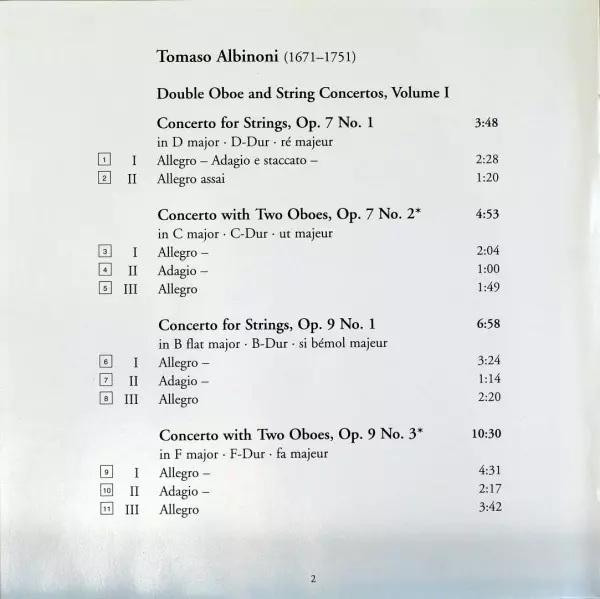 Tomaso Albinoni (1671–1751)
Double Oboe and String Concertos, Volume I
Concerto for Strings, Op. 7 No. 1 3:48
in D major · D-Dur · ré majeur
1 I Allegro – Adagio e staccato – 2:28
2 II Allegro assai 1:20
Concerto with Two Oboes, Op. 7 No. 2* 4:53
in C major · C-Dur · ut majeur
3 I Allegro – 2:04
4 II Adagio – 1:00
5 III Allegro 1:49
Concerto for Strings, Op. 9 No. 1 6:58
in B flat major · B-Dur · si bémol majeur
6 I Allegro – 3:24
7 II Adagio – 1:14
8 III Allegro 2:20
Concerto with Two Oboes, Op. 9 No. 3* 10:30
in F major · F-Dur · fa majeur
9 I Allegro – 4:31
10 II Adagio – 2:17
11 III Allegro 3:42
2